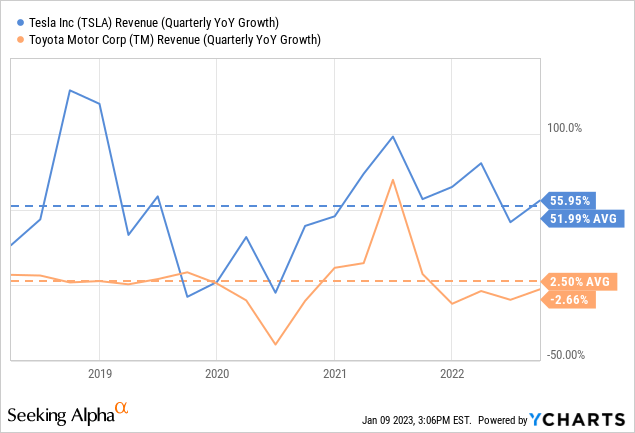 Tesla Inc (TSLA) Revenue (Quarterly YoY Growth)
Toyota Motor Corp (TM) Revenue (Quarterly YoY Growth)
100.0%
55.95%
51.99% AVG
2.50% AVG
-2.66%
-50.00%
2019 2020 2021 2022
Seeking Alpha α
Jan 09 2023, 3:06PM EST. Powered by YCHARTS